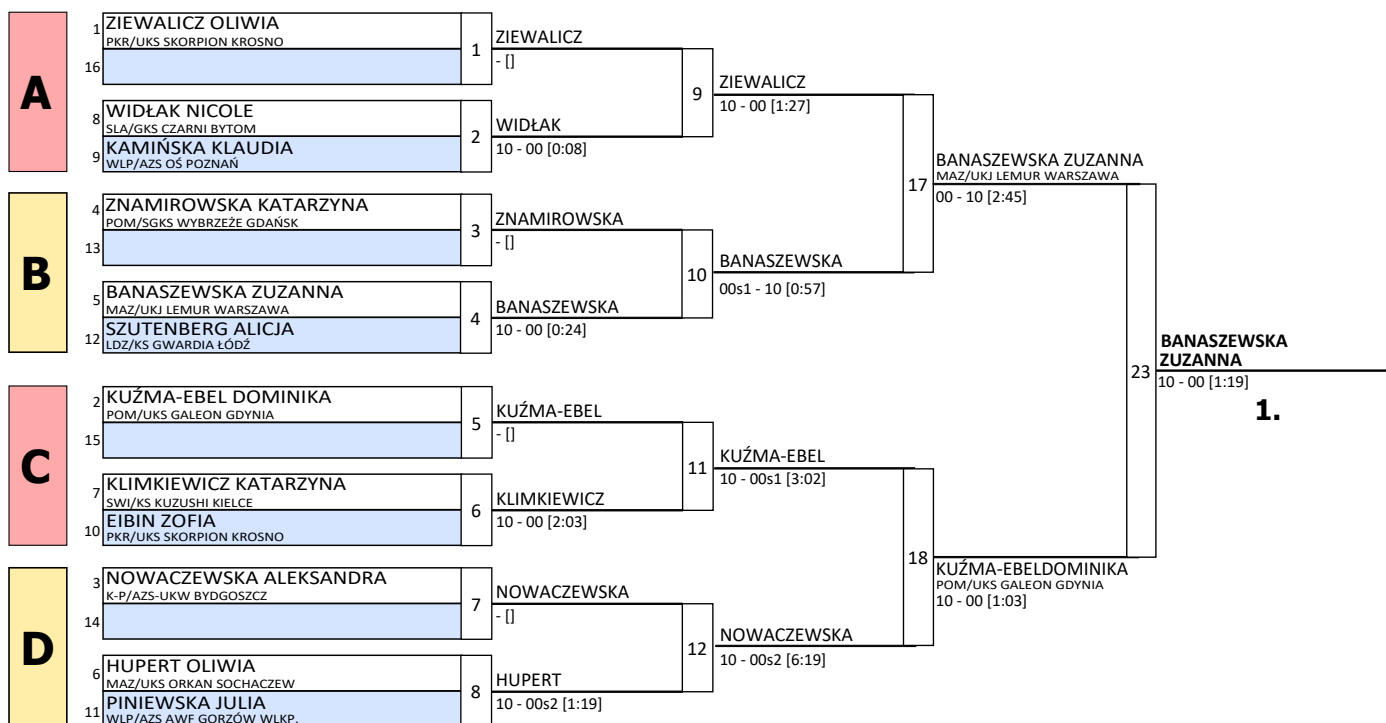 A
1 ZIEWALICZ OLIWIA
PKR/UKS SKORPION KROSNO
16
1
ZIEWALICZ
- []
8 WIDŁAK NICOLE
SLA/GKS CZARNI BYTOM
9 KAMIŃSKA KLAUDIA
WLP/AZS OŚ POZNAŃ
2
WIDŁAK
10 - 00 [0:08]
9
ZIEWALICZ
10 - 00 [1:27]
B
4 ZNAMIROWSKA KATARZYNA
POM/SGKS WYBRZEŻE GDAŃSK
13
3
ZNAMIROWSKA
- []
5 BANASZEWSKA ZUZANNA
MAZ/UKJ LEMUR WARSZAWA
12 SZUTENBERG ALICJA
LDZ/KS GWARDIA ŁÓDŹ
4
BANASZEWSKA
10 - 00 [0:24]
10
BANASZEWSKA
00s1 - 10 [0:57]
17
BANASZEWSKA ZUZANNA
MAZ/UKJ LEMUR WARSZAWA
00 - 10 [2:45]
C
2 KUŹMA-EBEL DOMINIKA
POM/UKS GALEON GDYNIA
15
5
KUŹMA-EBEL
- []
7 KLIMKIEWICZ KATARZYNA
SWI/KS KUZUSHI KIELCE
10 EIBIN ZOFIA
PKR/UKS SKORPION KROSNO
6
KLIMKIEWICZ
10 - 00 [2:03]
11
KUŹMA-EBEL
10 - 00s1 [3:02]
D
3 NOWACZEWSKA ALEKSANDRA
K-P/AZS-UKW BYDGOSZCZ
14
7
NOWACZEWSKA
- []
6 HUPERT OLIWIA
MAZ/UKS ORKAN SOCHACZEW
11 PINIEWSKA JULIA
WLP/AZS AWF GORZÓW WLKP.
8
HUPERT
10 - 00s2 [1:19]
12
NOWACZEWSKA
10 - 00s2 [6:19]
18
KUŹMA-EBELDOMINIKA
POM/UKS GALEON GDYNIA
10 - 00 [1:03]
23
BANASZEWSKA
ZUZANNA
10 - 00 [1:19]
1.